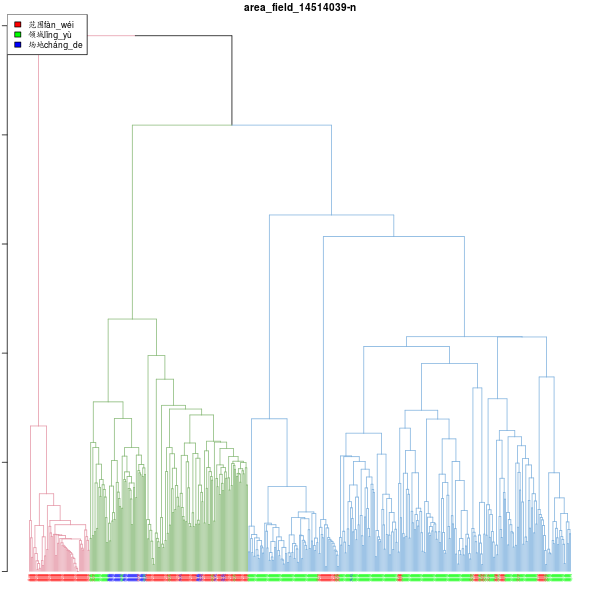 area_field_14514039-n
范围fàn_wéi
领域lǐng_yù
场地chǎng_de